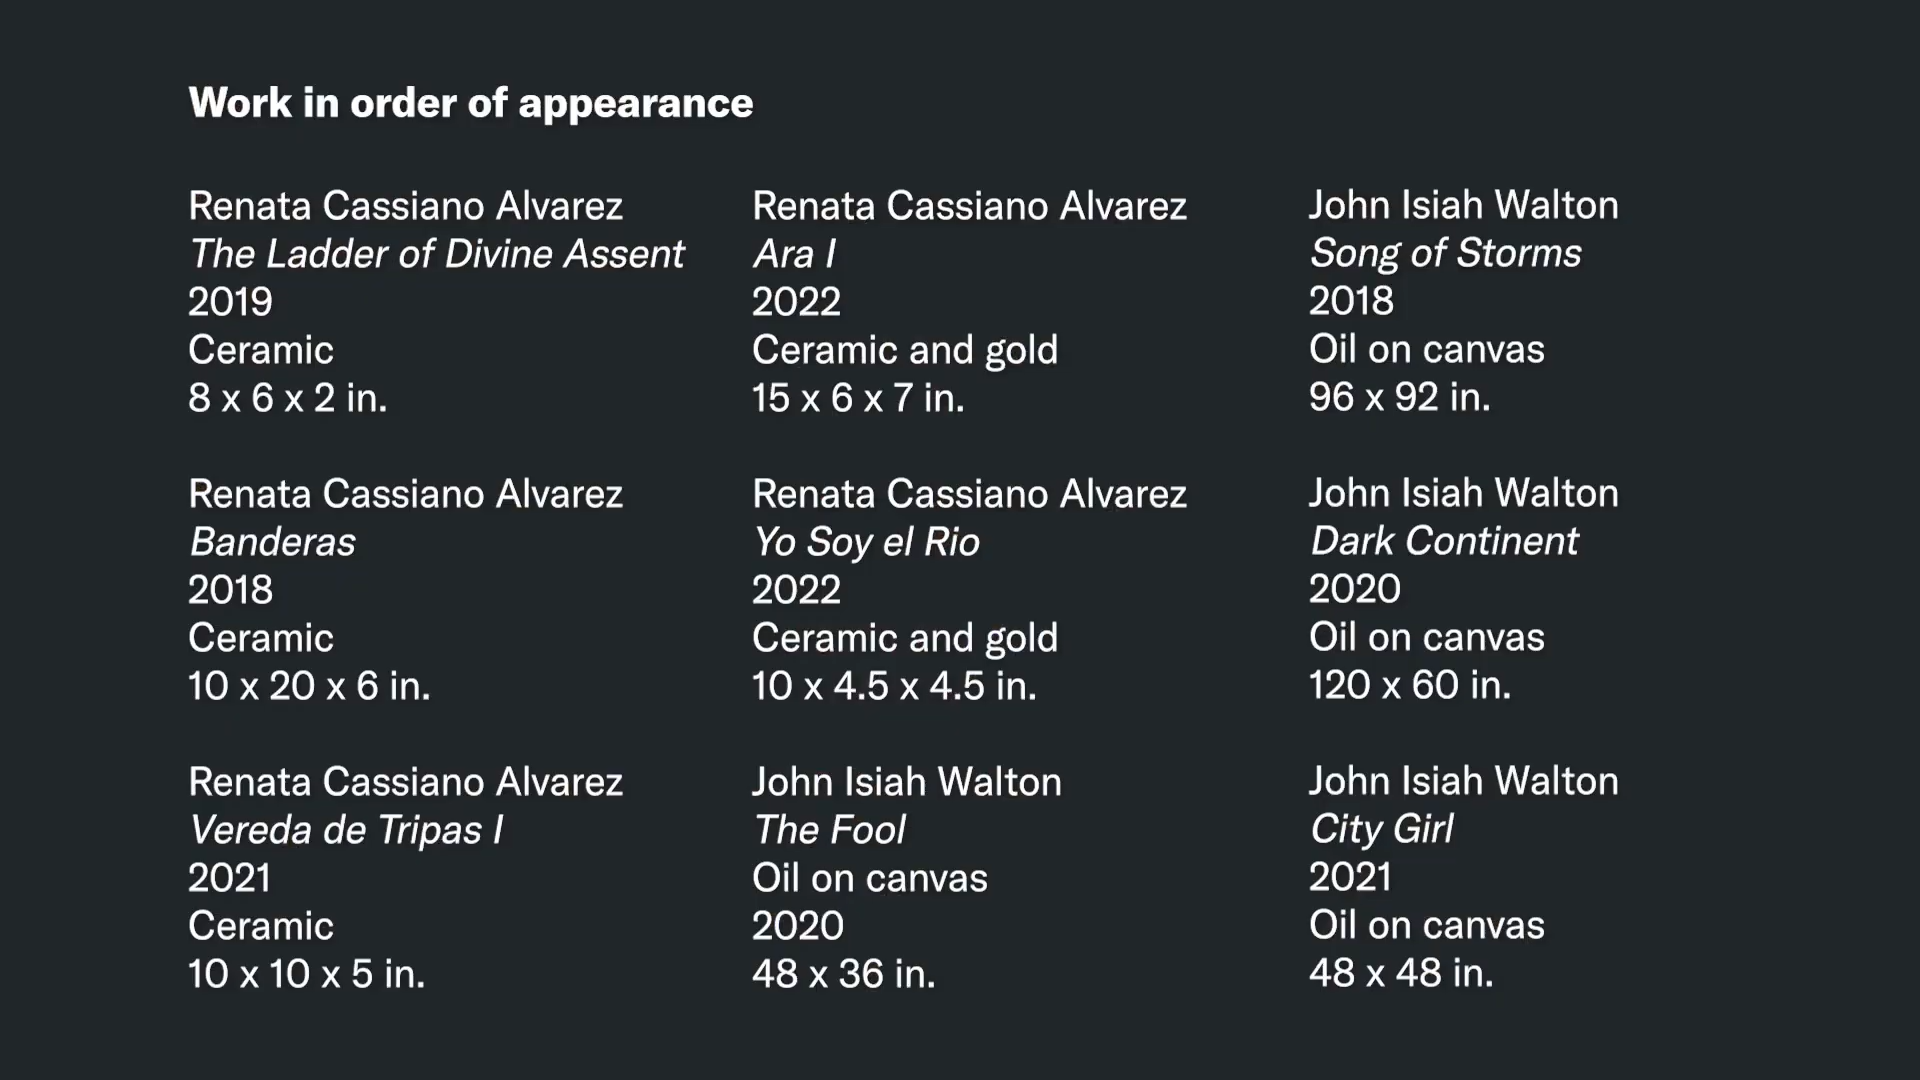 Work in order of appearance
Renata Cassiano Alvarez
The Ladder of Divine Assent
2019
Ceramic
8 x 6 x 2 in.
Renata Cassiano Alvarez
Banderas
2018
Ceramic
10 x 20 x 6 in.
Renata Cassiano Alvarez
Vereda de Tripas I
2021
Ceramic
10 x 10 x 5 in.
Renata Cassiano Alvarez
Ara I
2022
Ceramic and gold
15 x 6 x 7 in.
Renata Cassiano Alvarez
Yo Soy el Rio
2022
Ceramic and gold
10 x 4.5 x 4.5 in.
John Isiah Walton
The Fool
Oil on canvas
2020
48 x 36 in.
John Isiah Walton
Song of Storms
2018
Oil on canvas
96 x 92 in.
John Isiah Walton
Dark Continent
2020
Oil on canvas
120 x 60 in.
John Isiah Walton
City Girl
2021
Oil on canvas
48 x 48 in.